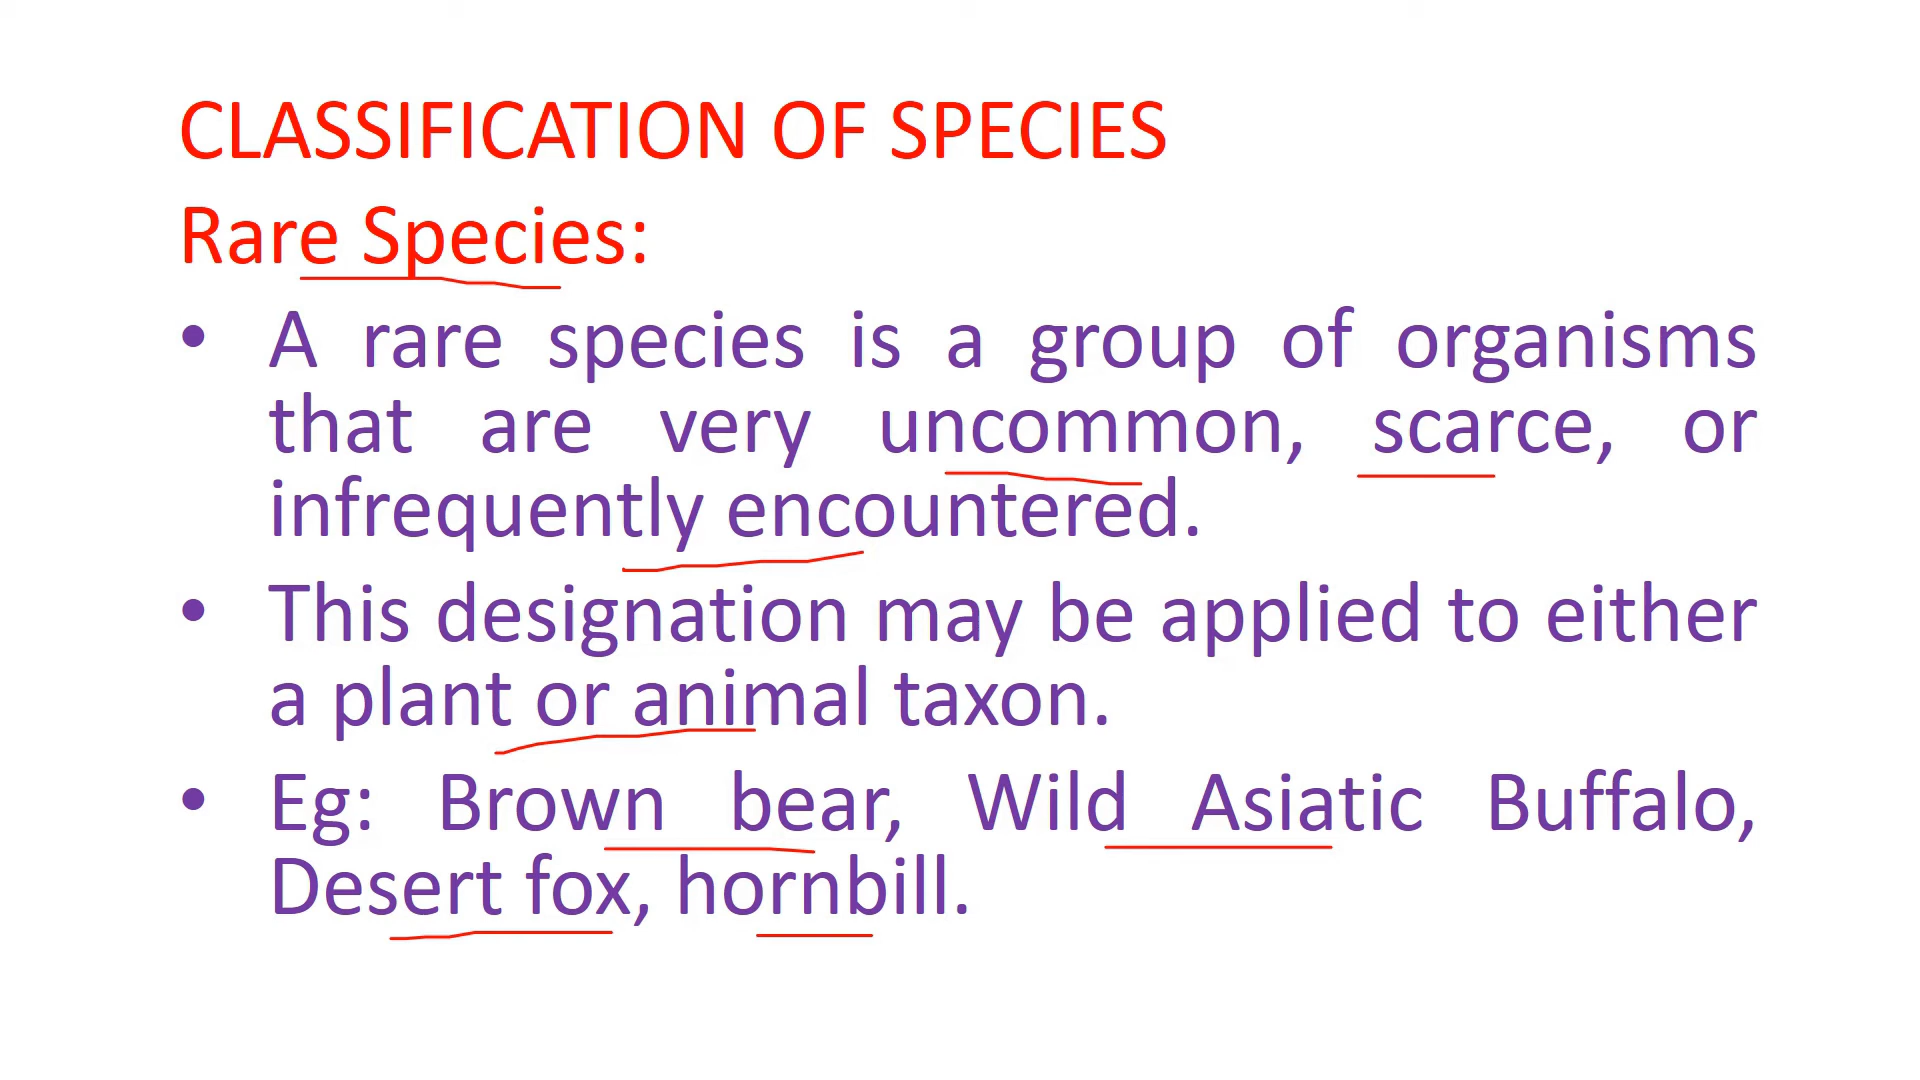 CLASSIFICATION OF SPECIES
Rare Species:
• A rare species is a group of organisms
that are very uncommon, scarce, or
infrequently encountered.
• This designation may be applied to either
a plant or animal taxon.
• Eg: Brown bear, Wild Asiatic Buffalo,
Desert fox, hornbill.